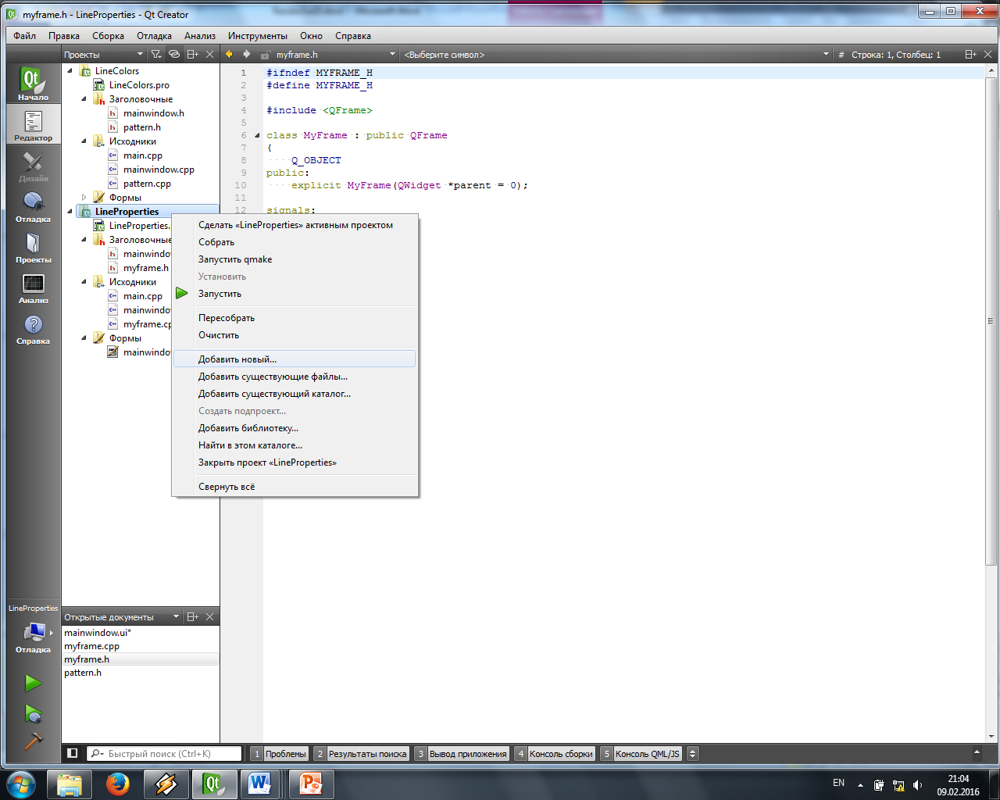 myframe.h - LineProperties - Qt Creator
Файл Правка Сборка Отладка Анализ Инструменты Окно Справка
Проекты
myframe.h
<Выберите символ>
# Строка: 1, Столбец: 1
Qt
Начало
Редактор
Дизайн
Отладка
Проекты
Анализ
Справка
LineColors
LineColors.pro
Заголовочные
mainwindow.h
pattern.h
Исходники
main.cpp
mainwindow.cpp
pattern.cpp
Формы
LineProperties
LineProperties.
Заголовочные
mainwindo
myframe.h
Исходники
main.cpp
mainwindo
myframe.cp
Формы
mainwindo
1 #ifndef MYFRAME_H
2 #define MYFRAME_H
3
4 #include <QFrame>
5
6 class MyFrame : public QFrame
7 {
8 Q_OBJECT
9 public:
10 explicit MyFrame(QWidget *parent = 0);
11
12 signals:
Сделать «LineProperties» активным проектом
Собрать
Запустить qmake
Установить
Запустить
Пересобрать
Очистить
Добавить новый...
Добавить существующие файлы...
Добавить существующий каталог...
Создать подпроект...
Добавить библиотеку...
Найти в этом каталоге...
Закрыть проект «LineProperties»
Свернуть всё
LineProperties
Отладка
Открытые документы
mainwindow.ui*
myframe.cpp
myframe.h
pattern.h
Быстрый поиск (Ctrl+K)
1 Проблемы
2 Результаты поиска
3 Вывод приложения
4 Консоль сборки
5 Консоль QML/JS
EN
21:04
09.02.2016